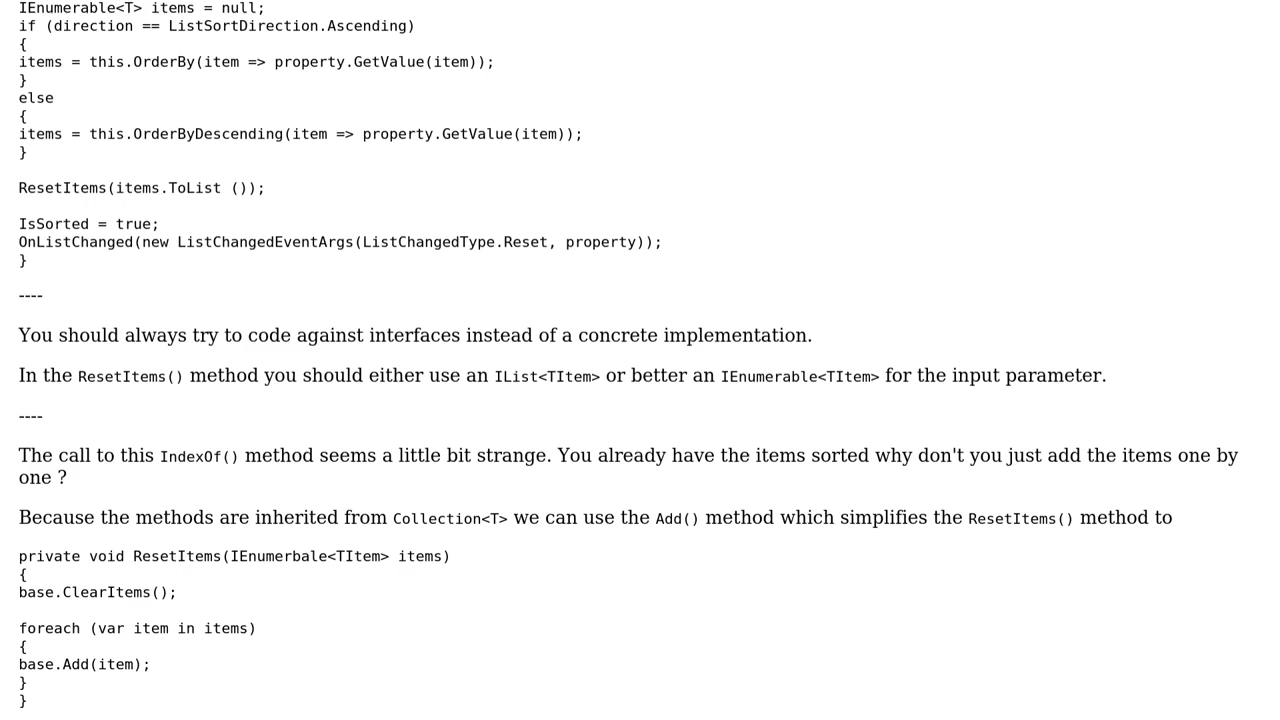 IEnumerable<T> items = null;
if (direction == ListSortDirection.Ascending)
{
items = this.OrderBy(item => property.GetValue(item));
}
else
{
items = this.OrderByDescending(item => property.GetValue(item));
}
ResetItems(items.ToList ());
IsSorted = true;
OnListChanged(new ListChangedEventArgs(ListChangedType.Reset, property));
}
----
You should always try to code against interfaces instead of a concrete implementation.
In the ResetItems() method you should either use an IList<TItem> or better an IEnumerable<TItem> for the input parameter.
----
The call to this IndexOf() method seems a little bit strange. You already have the items sorted why don't you just add the items one by
one ?
Because the methods are inherited from Collection<T> we can use the Add() method which simplifies the ResetItems() method to
private void ResetItems(IEnumerbale<TItem> items)
{
base.ClearItems();
foreach (var item in items)
{
base.Add(item);
}
}